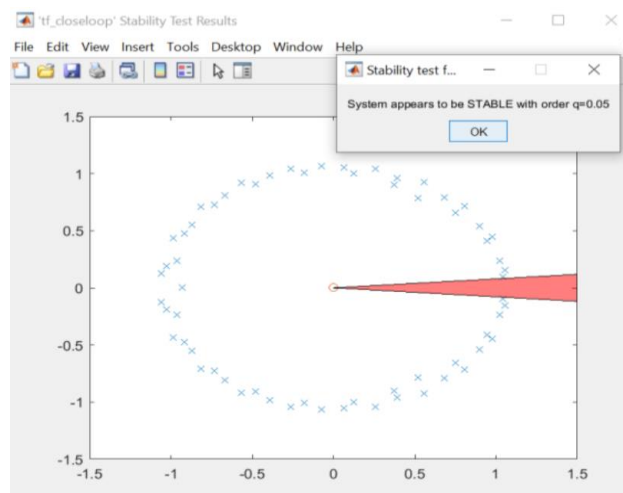 'tf_closeloop' Stability Test Results
File Edit View Insert Tools Desktop Window Help
Stability test f...
System appears to be STABLE with order q=0.05
OK
1.5
1
0.5
0
-0.5
-1
-1.5
-1.5 -1 -0.5 0 0.5 1 1.5